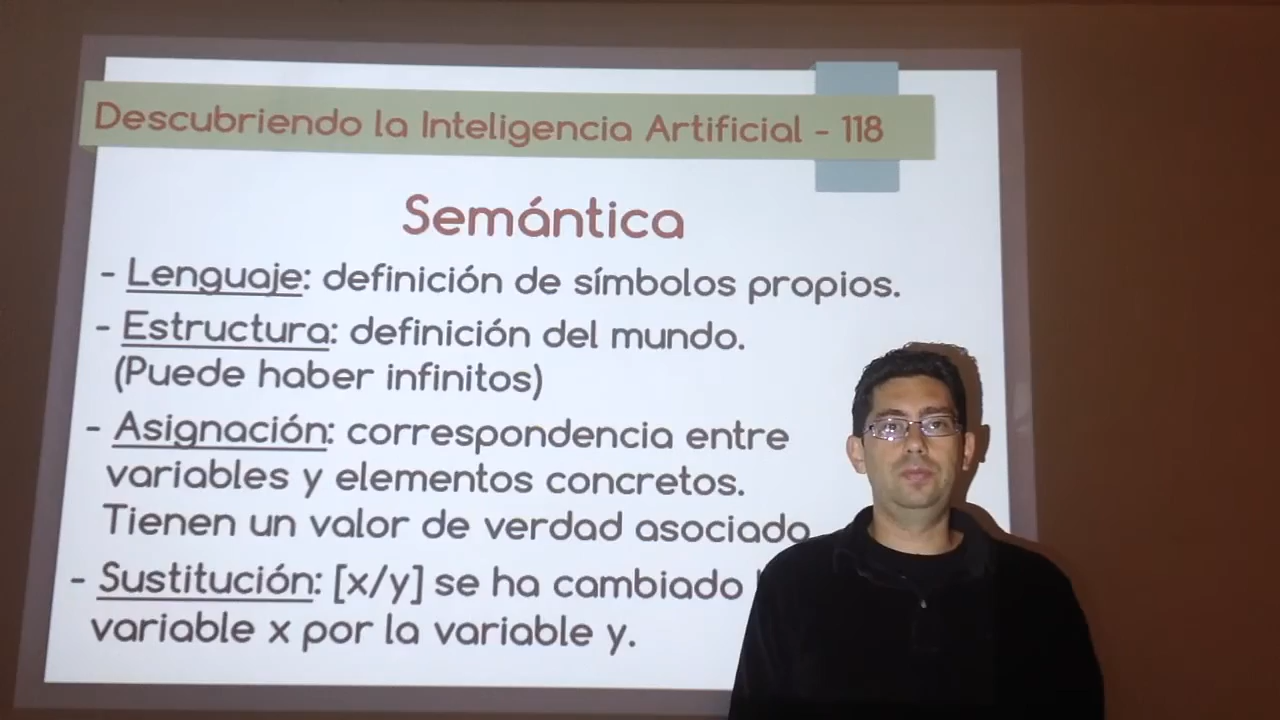 Descubriendo la Inteligencia Artificial - 118
Semántica
- Lenguaje: definición de símbolos propios.
- Estructura: definición del mundo.
(Puede haber infinitos)
- Asignación: correspondencia entre
variables y elementos concretos.
Tienen un valor de verdad asociado
- Sustitución: [x/y] se ha cambiado
variable x por la variable y.